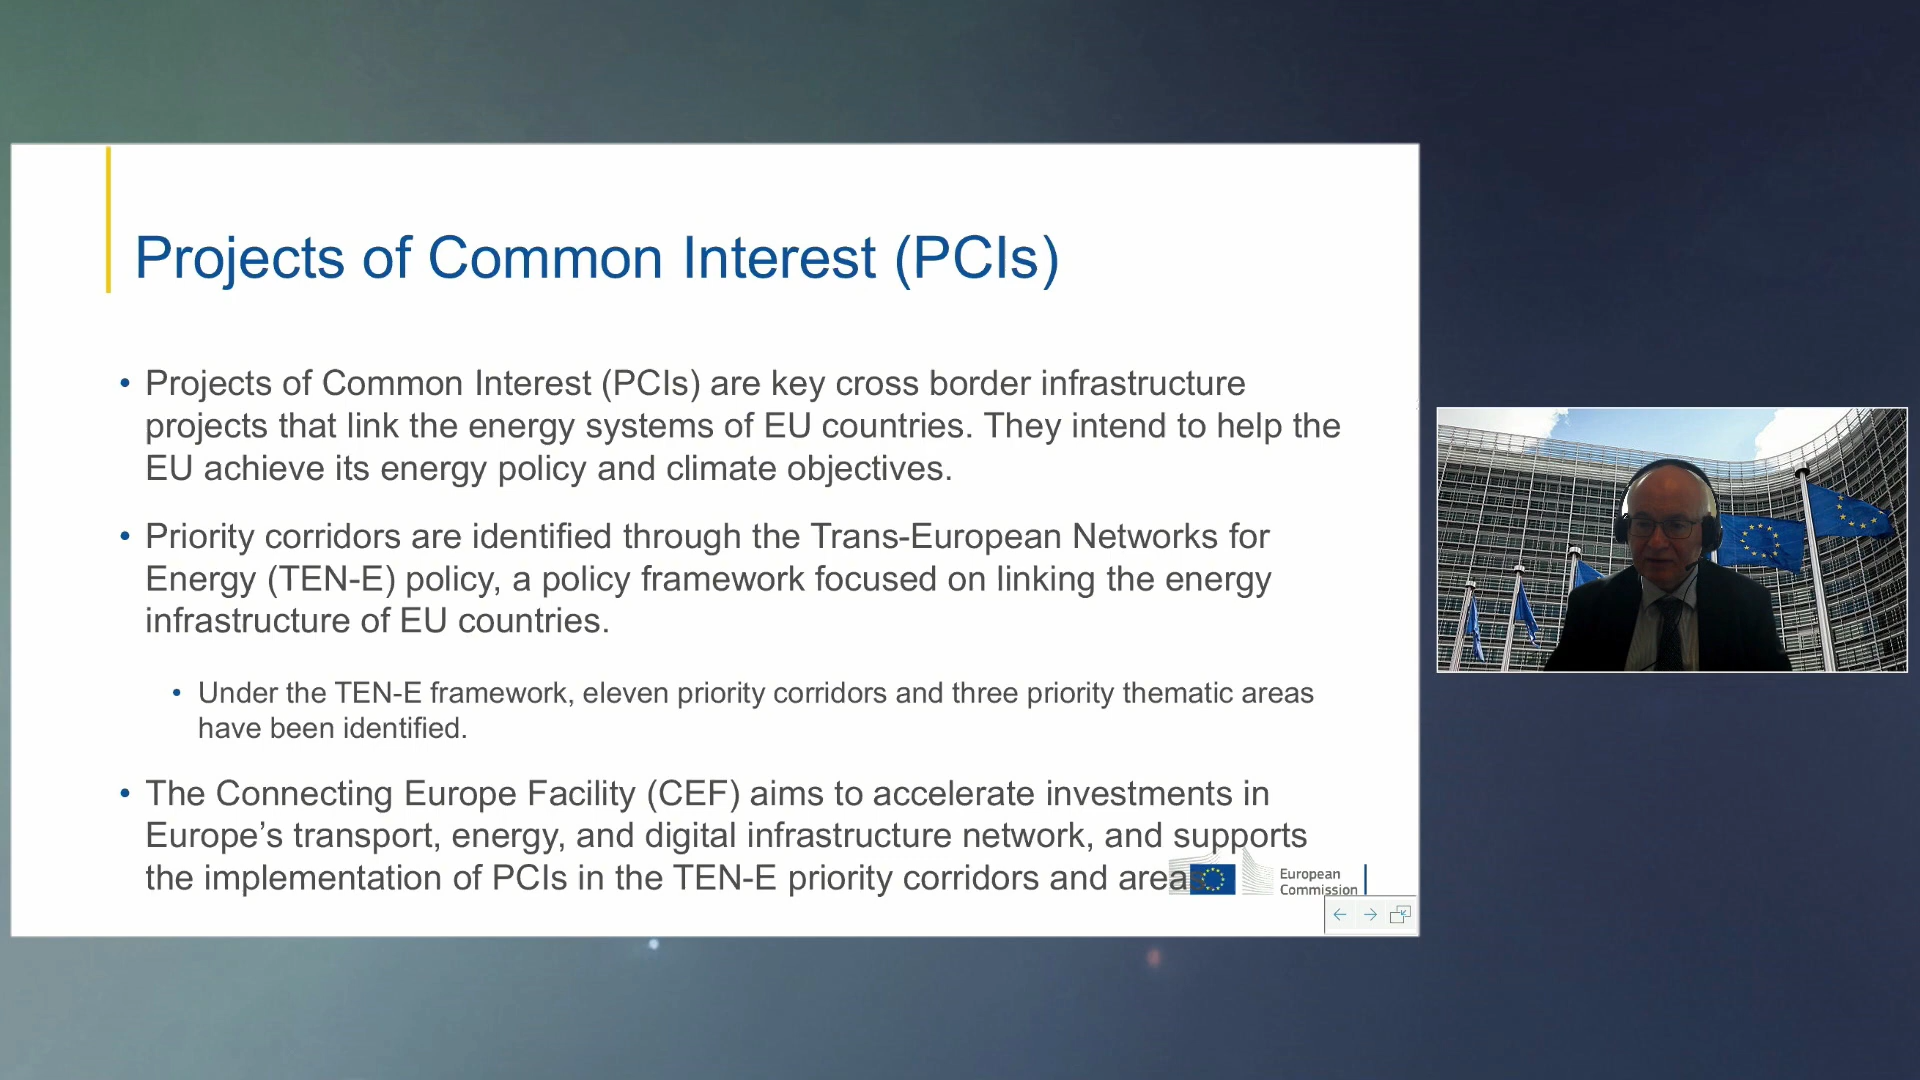 Projects of Common Interest (PCIs)
• Projects of Common Interest (PCIs) are key cross border infrastructure
projects that link the energy systems of EU countries. They intend to help the
EU achieve its energy policy and climate objectives.
• Priority corridors are identified through the Trans-European Networks for
Energy (TEN-E) policy, a policy framework focused on linking the energy
infrastructure of EU countries.
• Under the TEN-E framework, eleven priority corridors and three priority thematic areas
have been identified.
• The Connecting Europe Facility (CEF) aims to accelerate investments in
Europe’s transport, energy, and digital infrastructure network, and supports
the implementation of PCIs in the TEN-E priority corridors and areas
European
Commission